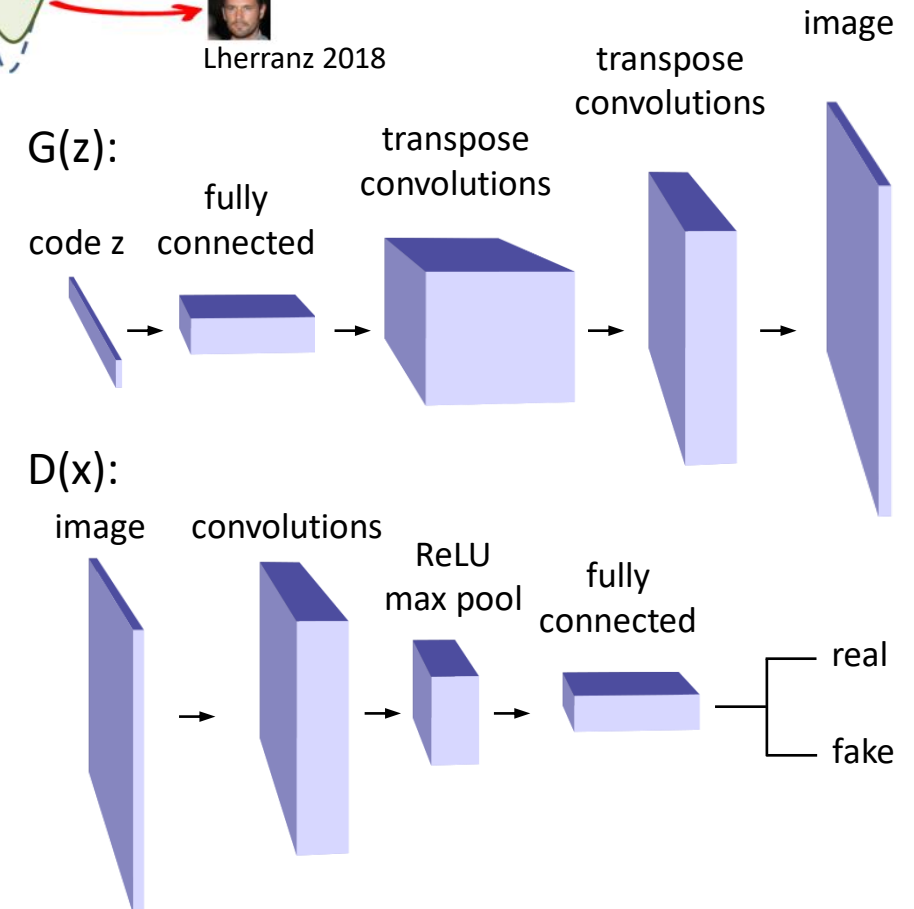 Lherranz 2018
image
transpose
convolutions
G(z):
transpose
convolutions
fully
connected
code z
D(x):
image
convolutions
ReLU
max pool
fully
connected
real
fake